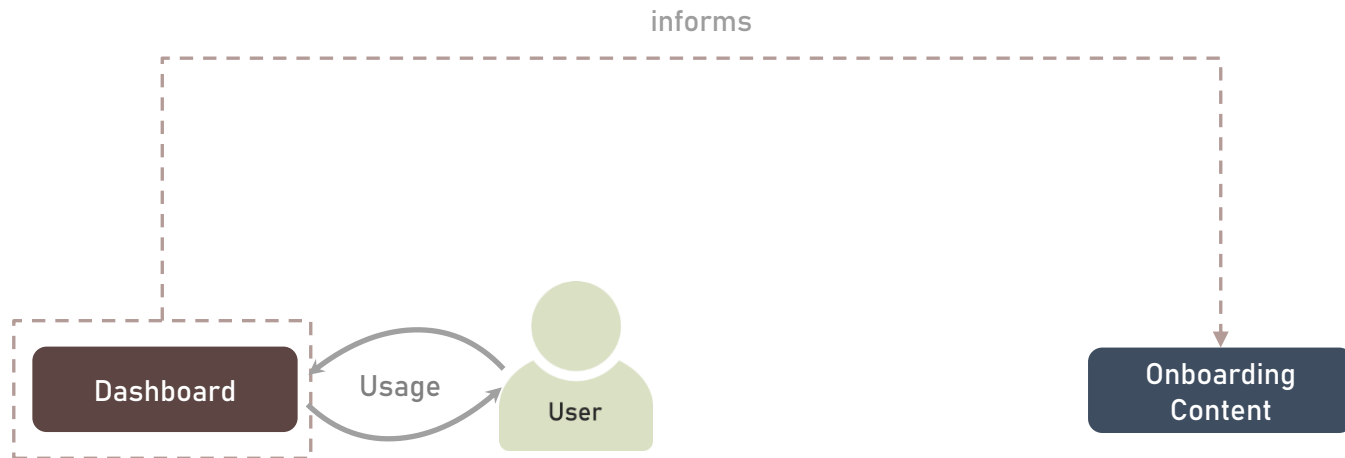 informs
Dashboard
Usage
User
Onboarding
Content